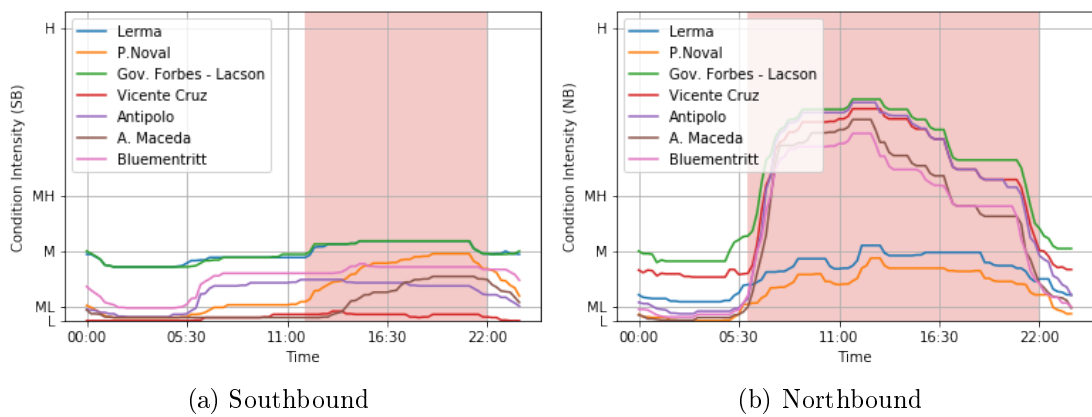 H
MH
M
ML
L
Condition Intensity (SB)
Lerma
P.Noval
Gov. Forbes - Lacson
Vicente Cruz
Antipolo
A. Maceda
Bluementritt
00:00 05:30 11:00 16:30 22:00
Time
(a) Southbound
H
MH
M
ML
L
Condition Intensity (NB)
Lerma
P.Noval
Gov. Forbes - Lacson
Vicente Cruz
Antipolo
A. Maceda
Bluementritt
00:00 05:30 11:00 16:30 22:00
Time
(b) Northbound